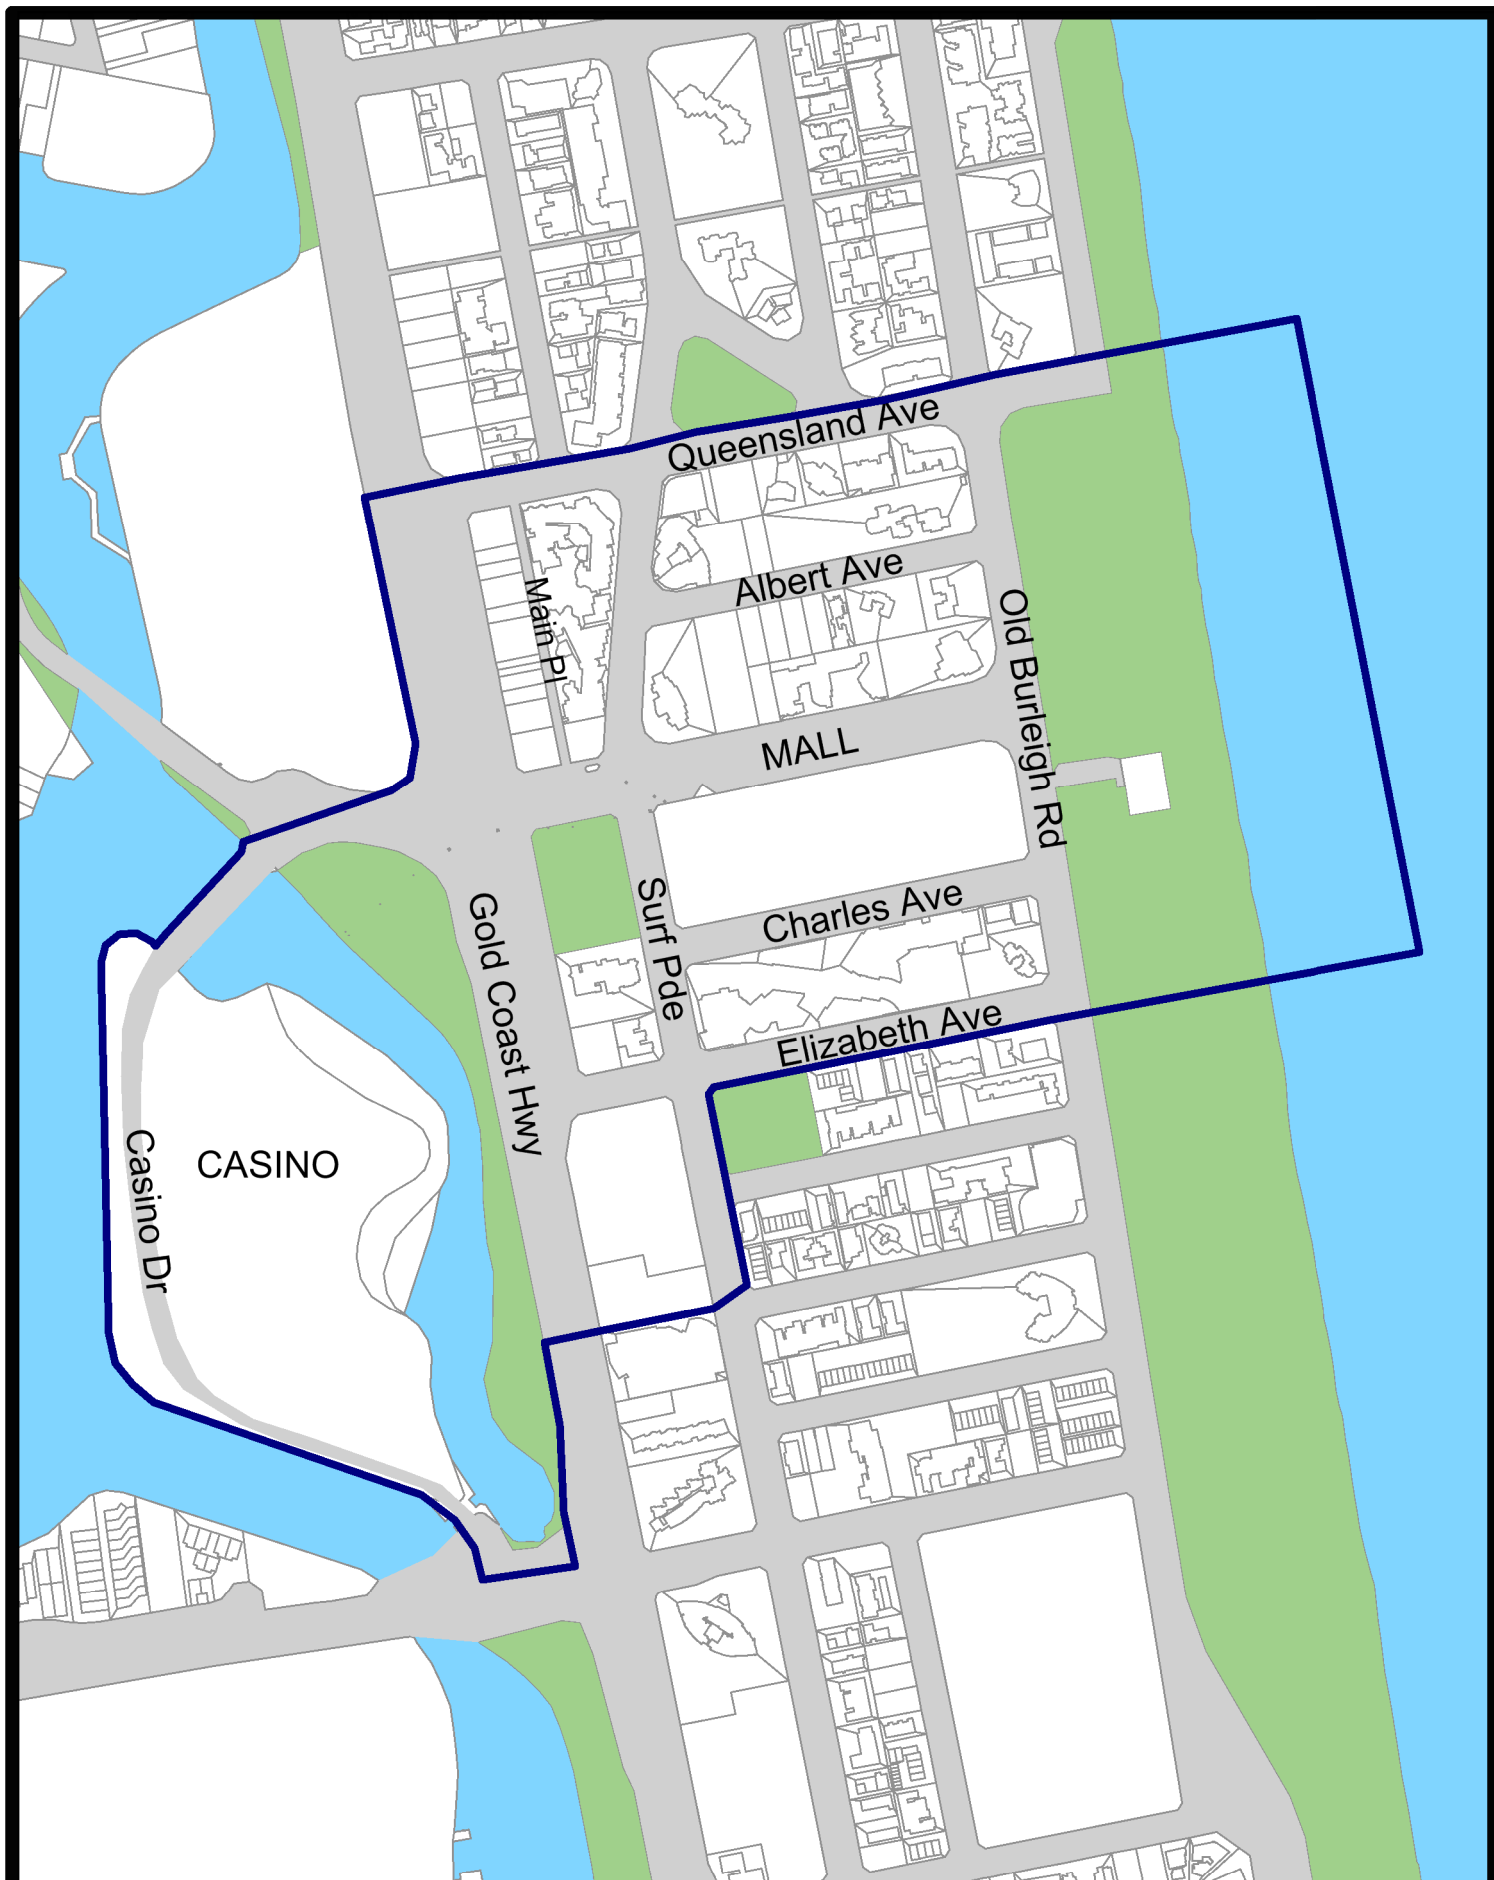 Queensland Ave
Albert Ave
Main Pl
Old Burleigh Rd
MALL
Surf Pde
Charles Ave
Gold Coast Hwy
Elizabeth Ave
Casino Dr
CASINO